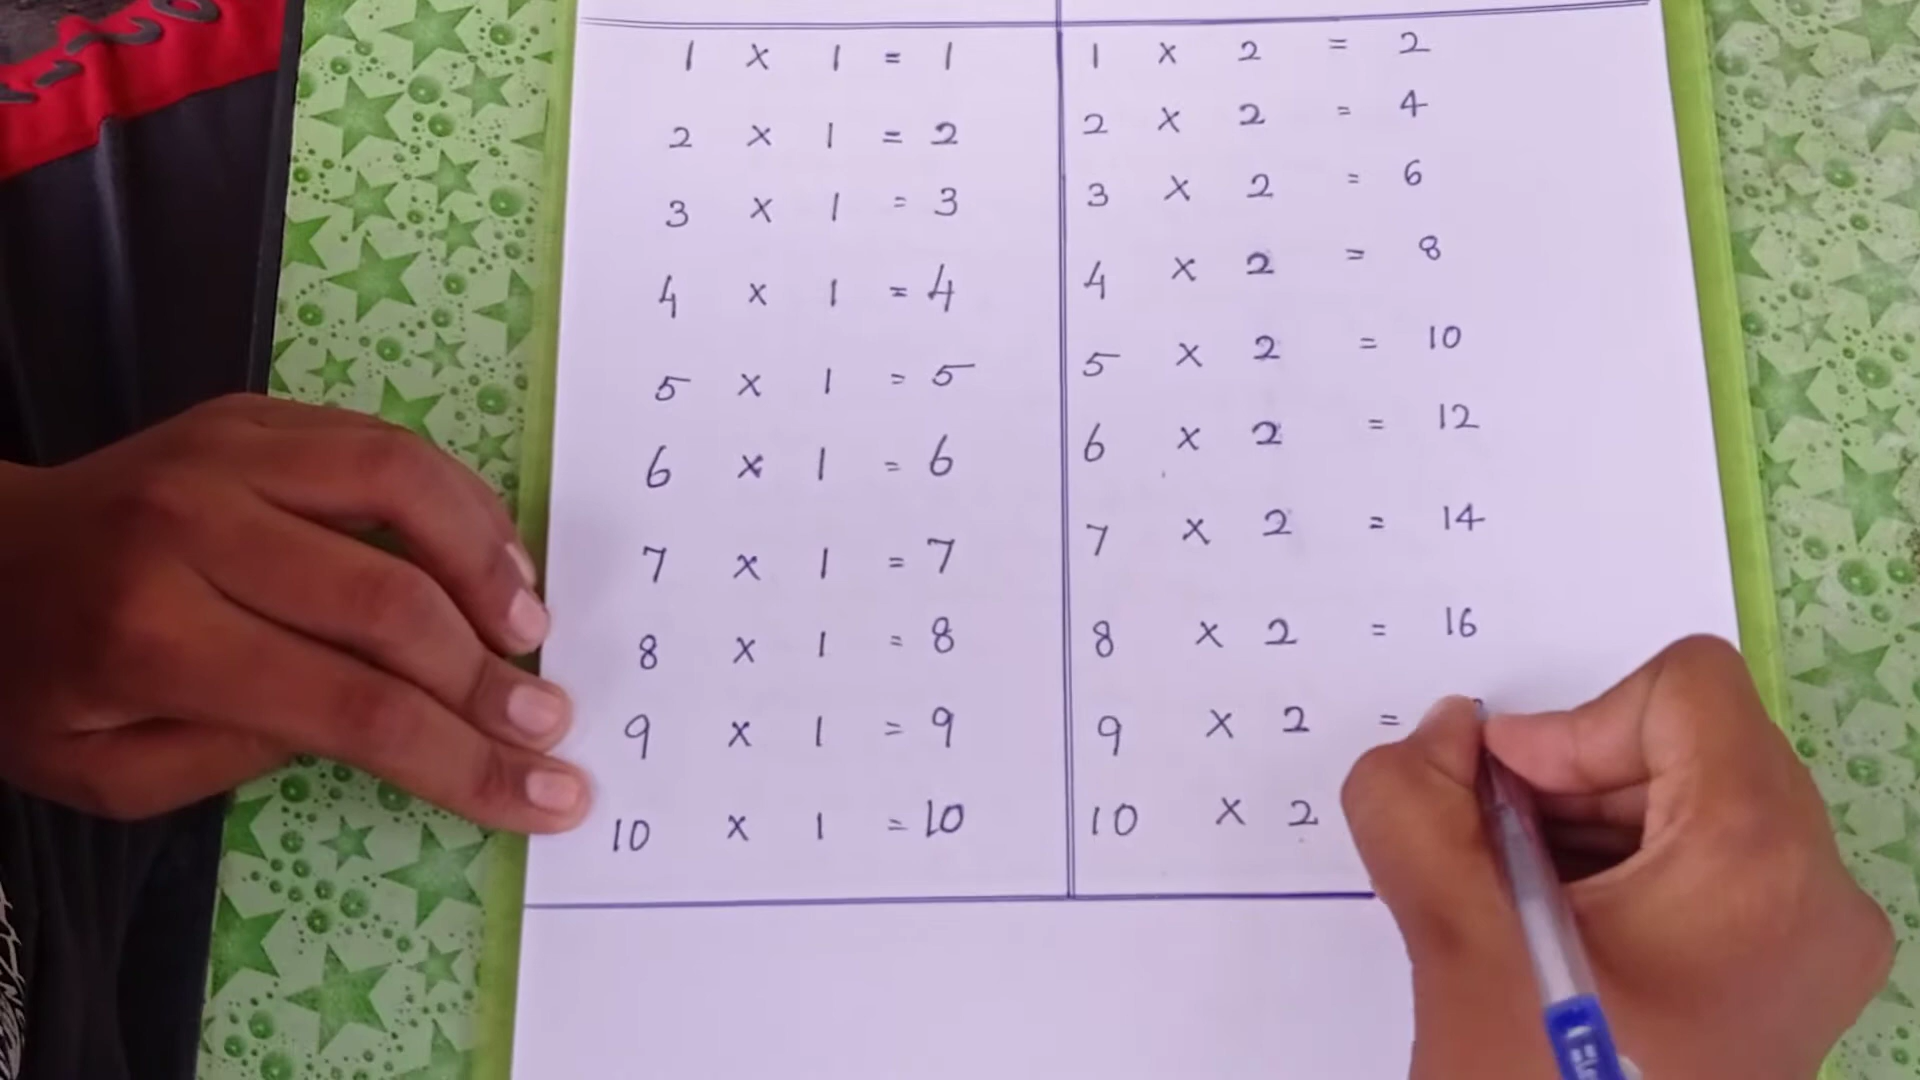 1 x 1 = 1
2 x 1 = 2
3 x 1 = 3
4 x 1 = 4
5 x 1 = 5
6 x 1 = 6
7 x 1 = 7
8 x 1 = 8
9 x 1 = 9
10 x 1 = 10
1 x 2 = 2
2 x 2 = 4
3 x 2 = 6
4 x 2 = 8
5 x 2 = 10
6 x 2 = 12
7 x 2 = 14
8 x 2 = 16
9 x 2 =
10 x 2